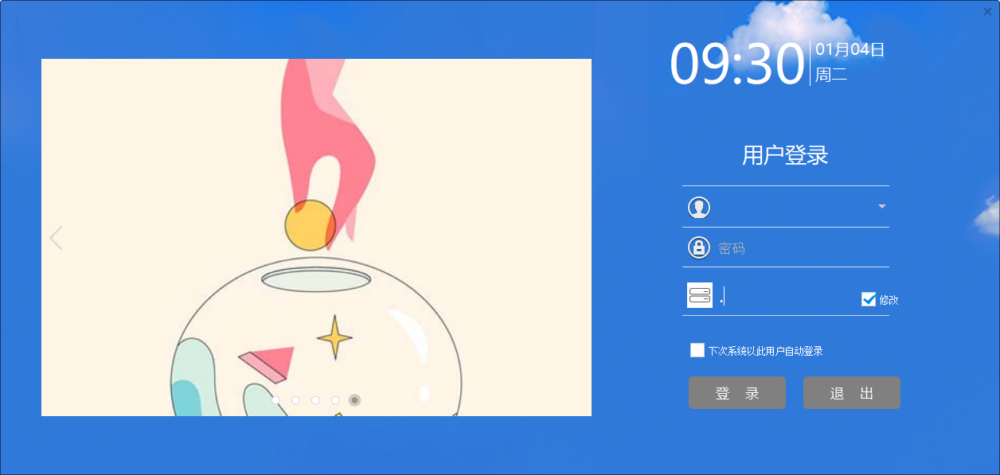 09:30
01月04日
周二
用户登录
密码
.
修改
下次系统以此用户自动登录
登 录
退 出